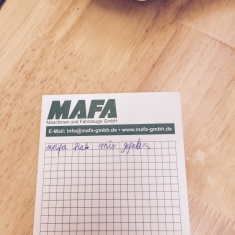 MAFA
Maschinen und Fahrzeuge GmbH
E-Mail: info@mafa-gmbh.de • www.mafa-gmbh.de
hat mir gefallen